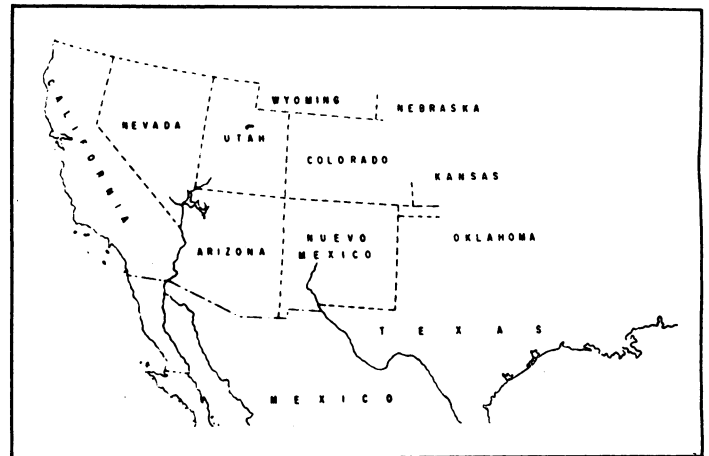 WYOMING
NEBRASKA
CALIFORNIA
NEVADA
UTAH
COLORADO
KANSAS
ARIZONA
NUEVO
MEXICO
OKLAHOMA
TEXAS
MEXICO